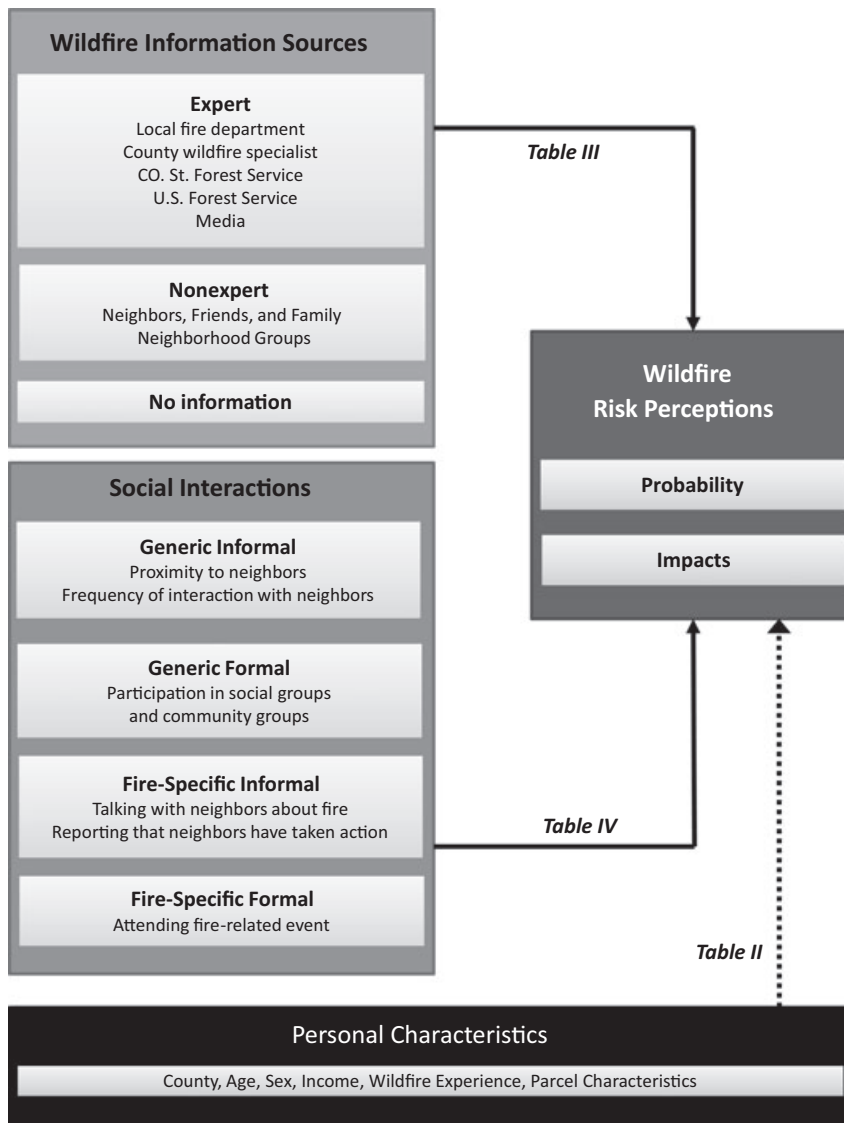 Wildfire Information Sources
Expert
Local fire department
County wildfire specialist
CO. St. Forest Service
U.S. Forest Service
Media
Nonexpert
Neighbors, Friends, and Family
Neighborhood Groups
No information
Table III
Wildfire
Risk Perceptions
Probability
Impacts
Social Interactions
Generic Informal
Proximity to neighbors
Frequency of interaction with neighbors
Generic Formal
Participation in social groups
and community groups
Fire-Specific Informal
Talking with neighbors about fire
Reporting that neighbors have taken action
Fire-Specific Formal
Attending fire-related event
Table IV
Table II
Personal Characteristics
County, Age, Sex, Income, Wildfire Experience, Parcel Characteristics